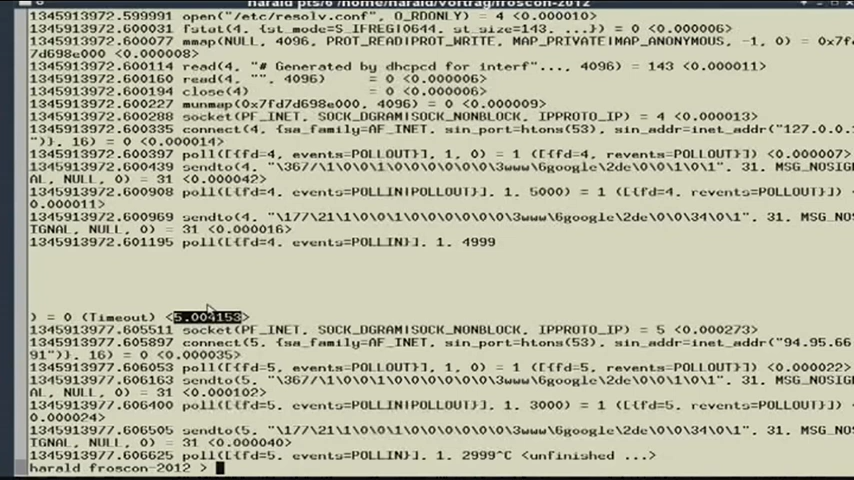 harald pts/6 /home/harald/vortrag/froscon-2012
1345913972.599991 open("/etc/resolv.conf", O_RDONLY) = 4 <0.000010>
1345913972.600031 fstat(4, {st_mode=S_IFREG|0644, st_size=143, ...}) = 0 <0.000006>
1345913972.600077 mmap(NULL, 4096, PROT_READ|PROT_WRITE, MAP_PRIVATE|MAP_ANONYMOUS, -1, 0) = 0x7fd
7d698e000 <0.000008>
1345913972.600114 read(4, "# Generated by dhcpcd for interf"..., 4096) = 143 <0.000011>
1345913972.600160 read(4, "", 4096)       = 0 <0.000006>
1345913972.600194 close(4)                = 0 <0.000006>
1345913972.600227 munmap(0x7fd7d698e000, 4096) = 0 <0.000009>
1345913972.600288 socket(PF_INET, SOCK_DGRAM|SOCK_NONBLOCK, IPPROTO_IP) = 4 <0.000013>
1345913972.600335 connect(4, {sa_family=AF_INET, sin_port=htons(53), sin_addr=inet_addr("127.0.0.1
")}, 16) = 0 <0.000014>
1345913972.600397 poll([{fd=4, events=POLLOUT}], 1, 0) = 1 ([{fd=4, revents=POLLOUT}]) <0.000007>
1345913972.600439 sendto(4, "\367/\1\0\0\1\0\0\0\0\0\0\3www\6google\2de\0\0\1\0\1", 31, MSG_NOSIGN
AL, NULL, 0) = 31 <0.000042>
1345913972.600908 poll([{fd=4, events=POLLIN|POLLOUT}], 1, 5000) = 1 ([{fd=4, revents=POLLOUT}]) <
0.000011>
1345913972.600969 sendto(4, "\177\21\1\0\0\1\0\0\0\0\0\0\3www\6google\2de\0\0\34\0\1", 31, MSG_NOS
IGNAL, NULL, 0) = 31 <0.000016>
1345913972.601195 poll([{fd=4, events=POLLIN}], 1, 4999
) = 0 (Timeout) <5.004153>
1345913977.605511 socket(PF_INET, SOCK_DGRAM|SOCK_NONBLOCK, IPPROTO_IP) = 5 <0.000273>
1345913977.605897 connect(5, {sa_family=AF_INET, sin_port=htons(53), sin_addr=inet_addr("94.95.66.
91")}, 16) = 0 <0.000035>
1345913977.606053 poll([{fd=5, events=POLLOUT}], 1, 0) = 1 ([{fd=5, revents=POLLOUT}]) <0.000022>
1345913977.606163 sendto(5, "\367/\1\0\0\1\0\0\0\0\0\0\3www\6google\2de\0\0\1\0\1", 31, MSG_NOSIGN
AL, NULL, 0) = 31 <0.000102>
1345913977.606400 poll([{fd=5, events=POLLIN|POLLOUT}], 1, 3000) = 1 ([{fd=5, revents=POLLOUT}]) <
0.000024>
1345913977.606505 sendto(5, "\177\21\1\0\0\1\0\0\0\0\0\0\3www\6google\2de\0\0\34\0\1", 31, MSG_NOS
IGNAL, NULL, 0) = 31 <0.000040>
1345913977.606625 poll([{fd=5, events=POLLIN}], 1, 2999^C <unfinished ...>
harald froscon-2012 >